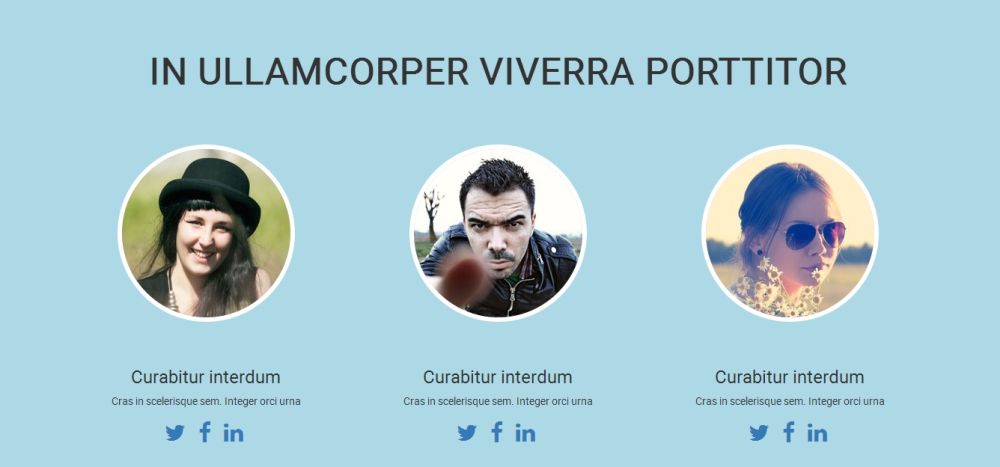 IN ULLAMCORPER VIVERRA PORTTITOR
Curabitur interdum
Cras in scelerisque sem. Integer orci urna
Curabitur interdum
Cras in scelerisque sem. Integer orci urna
Curabitur interdum
Cras in scelerisque sem. Integer orci urna